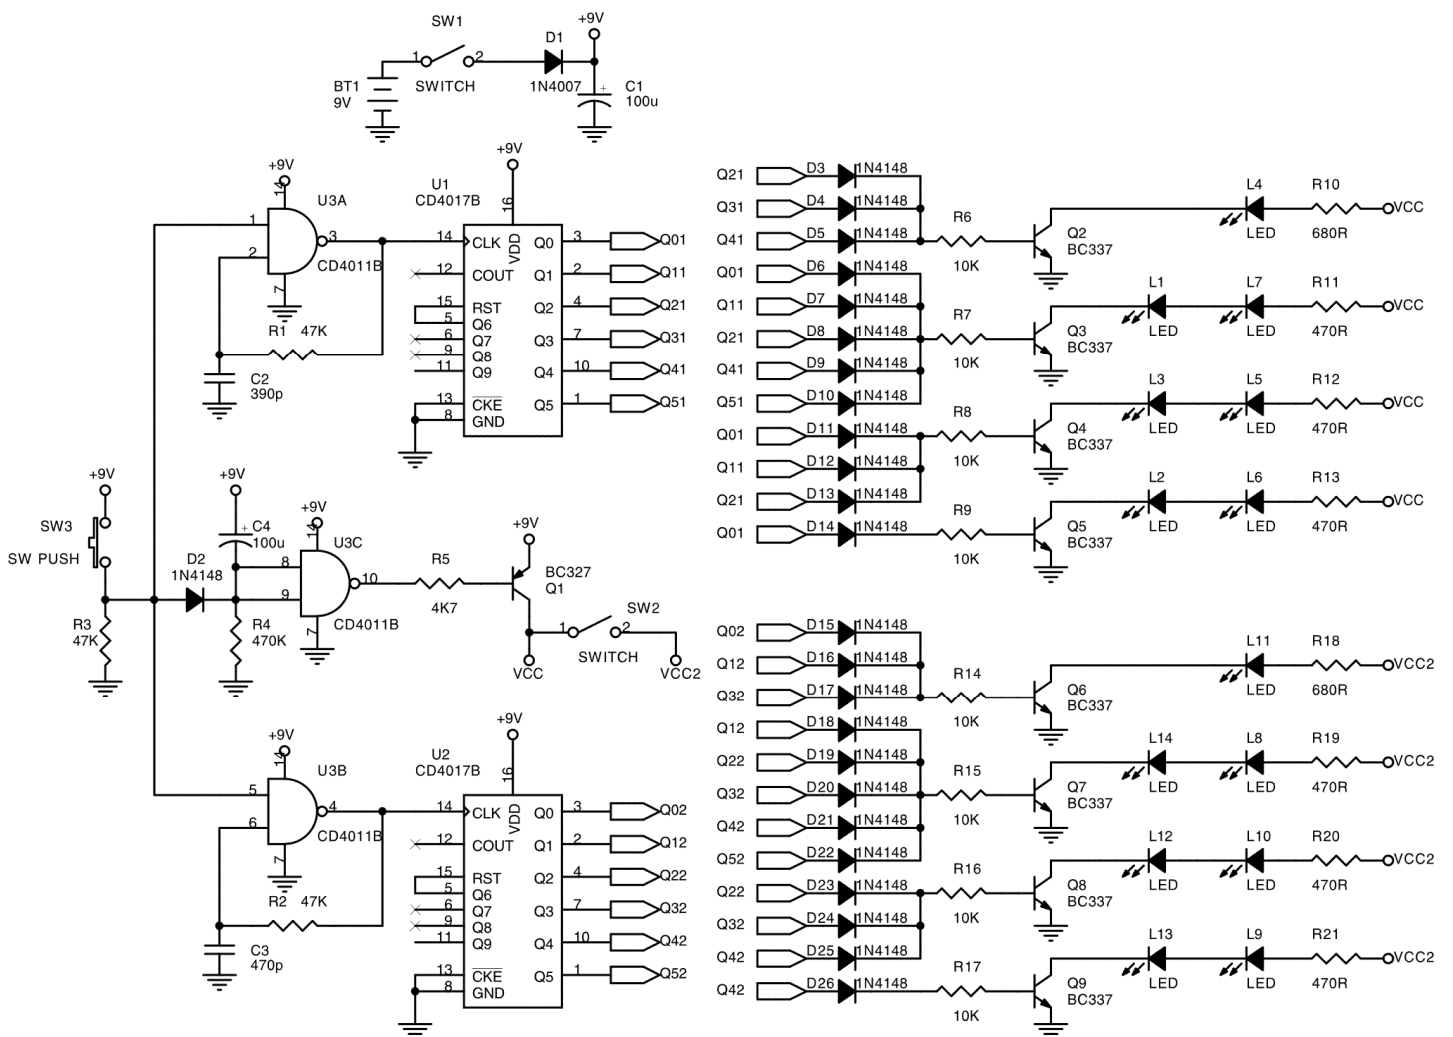 SW1
1
2
SWITCH
BT1
9V
D1
1N4007
+9V
+
C1
100u
+9V
14
U3A
1
2
3
7
CD4011B
R1 47K
C2
390p
+9V
U1
CD4017B
16
VDD
14
CLK
12
COUT
15
RST
5
Q6
6
Q7
9
Q8
11
Q9
13
CKE
8
GND
Q0
3
Q01
Q1
2
Q11
Q2
4
Q21
Q3
7
Q31
Q4
10
Q41
Q5
1
Q51
+9V
SW3
SW PUSH
R3
47K
D2
1N4148
+9V
+
C4
100u
R4
470K
+9V
14
U3C
8
9
10
7
CD4011B
R5
4K7
+9V
BC327
Q1
VCC
SW2
1
2
SWITCH
VCC2
+9V
14
U3B
5
6
4
7
CD4011B
R2 47K
C3
470p
+9V
U2
CD4017B
16
VDD
14
CLK
12
COUT
15
RST
5
Q6
6
Q7
9
Q8
11
Q9
13
CKE
8
GND
Q0
3
Q02
Q1
2
Q12
Q2
4
Q22
Q3
7
Q32
Q4
10
Q42
Q5
1
Q52
Q21 D3 1N4148
Q31 D4 1N4148
Q41 D5 1N4148
Q01 D6 1N4148
Q11 D7 1N4148
Q21 D8 1N4148
Q41 D9 1N4148
Q51 D10 1N4148
Q01 D11 1N4148
Q11 D12 1N4148
Q21 D13 1N4148
Q01 D14 1N4148
R6
10K
Q2
BC337
L4
LED
R10
680R
VCC
R7
10K
Q3
BC337
L1
LED
L7
LED
R11
470R
VCC
R8
10K
Q4
BC337
L3
LED
L5
LED
R12
470R
VCC
R9
10K
Q5
BC337
L2
LED
L6
LED
R13
470R
VCC
Q02 D15 1N4148
Q12 D16 1N4148
Q32 D17 1N4148
Q12 D18 1N4148
Q22 D19 1N4148
Q32 D20 1N4148
Q42 D21 1N4148
Q52 D22 1N4148
Q22 D23 1N4148
Q32 D24 1N4148
Q42 D25 1N4148
Q42 D26 1N4148
R14
10K
Q6
BC337
L11
LED
R18
680R
VCC2
R15
10K
Q7
BC337
L14
LED
L8
LED
R19
470R
VCC2
R16
10K
Q8
BC337
L12
LED
L10
LED
R20
470R
VCC2
R17
10K
Q9
BC337
L13
LED
L9
LED
R21
470R
VCC2